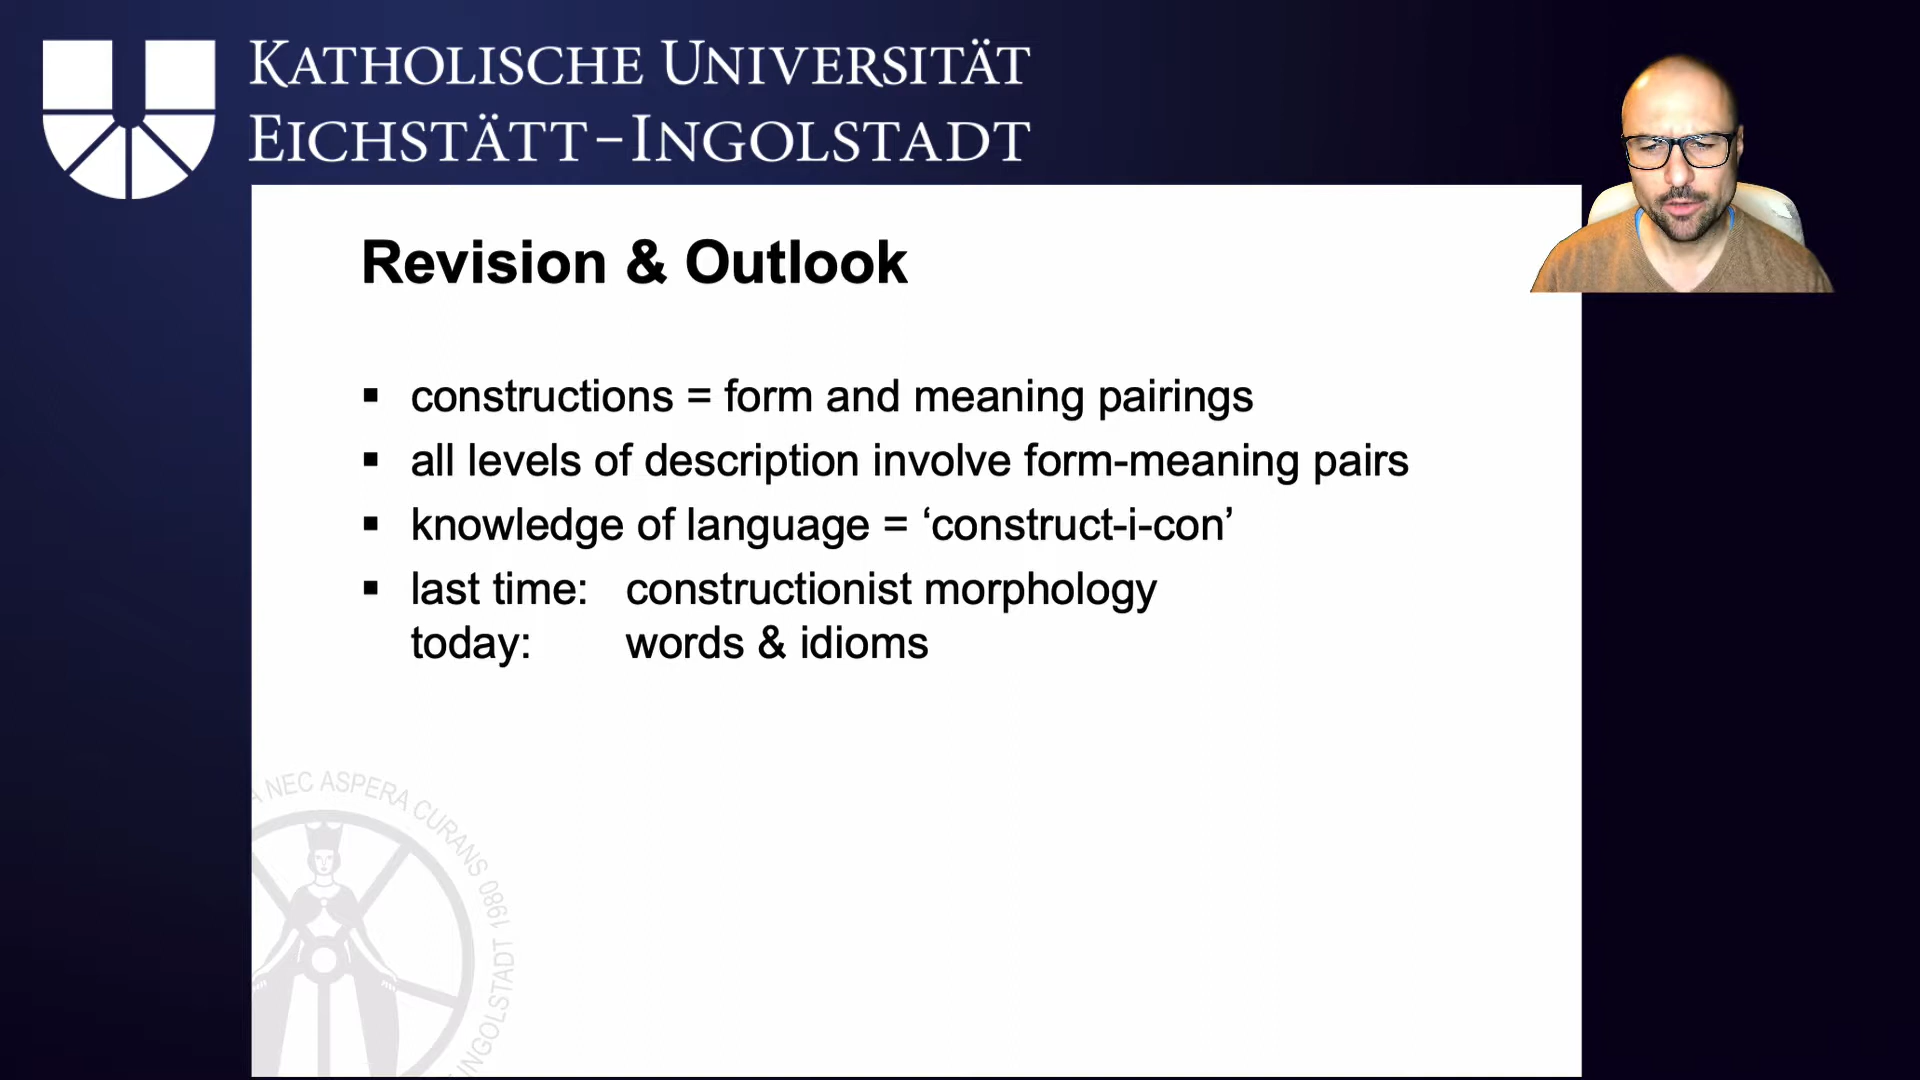 KATHOLISCHE UNIVERSITÄT
EICHSTÄTT-INGOLSTADT
Revision & Outlook
▪ constructions = form and meaning pairings
▪ all levels of description involve form-meaning pairs
▪ knowledge of language = ‘construct-i-con’
▪ last time: constructionist morphology
today: words & idioms
NEC ASPERA CURANS 1980
INGOLSTADT